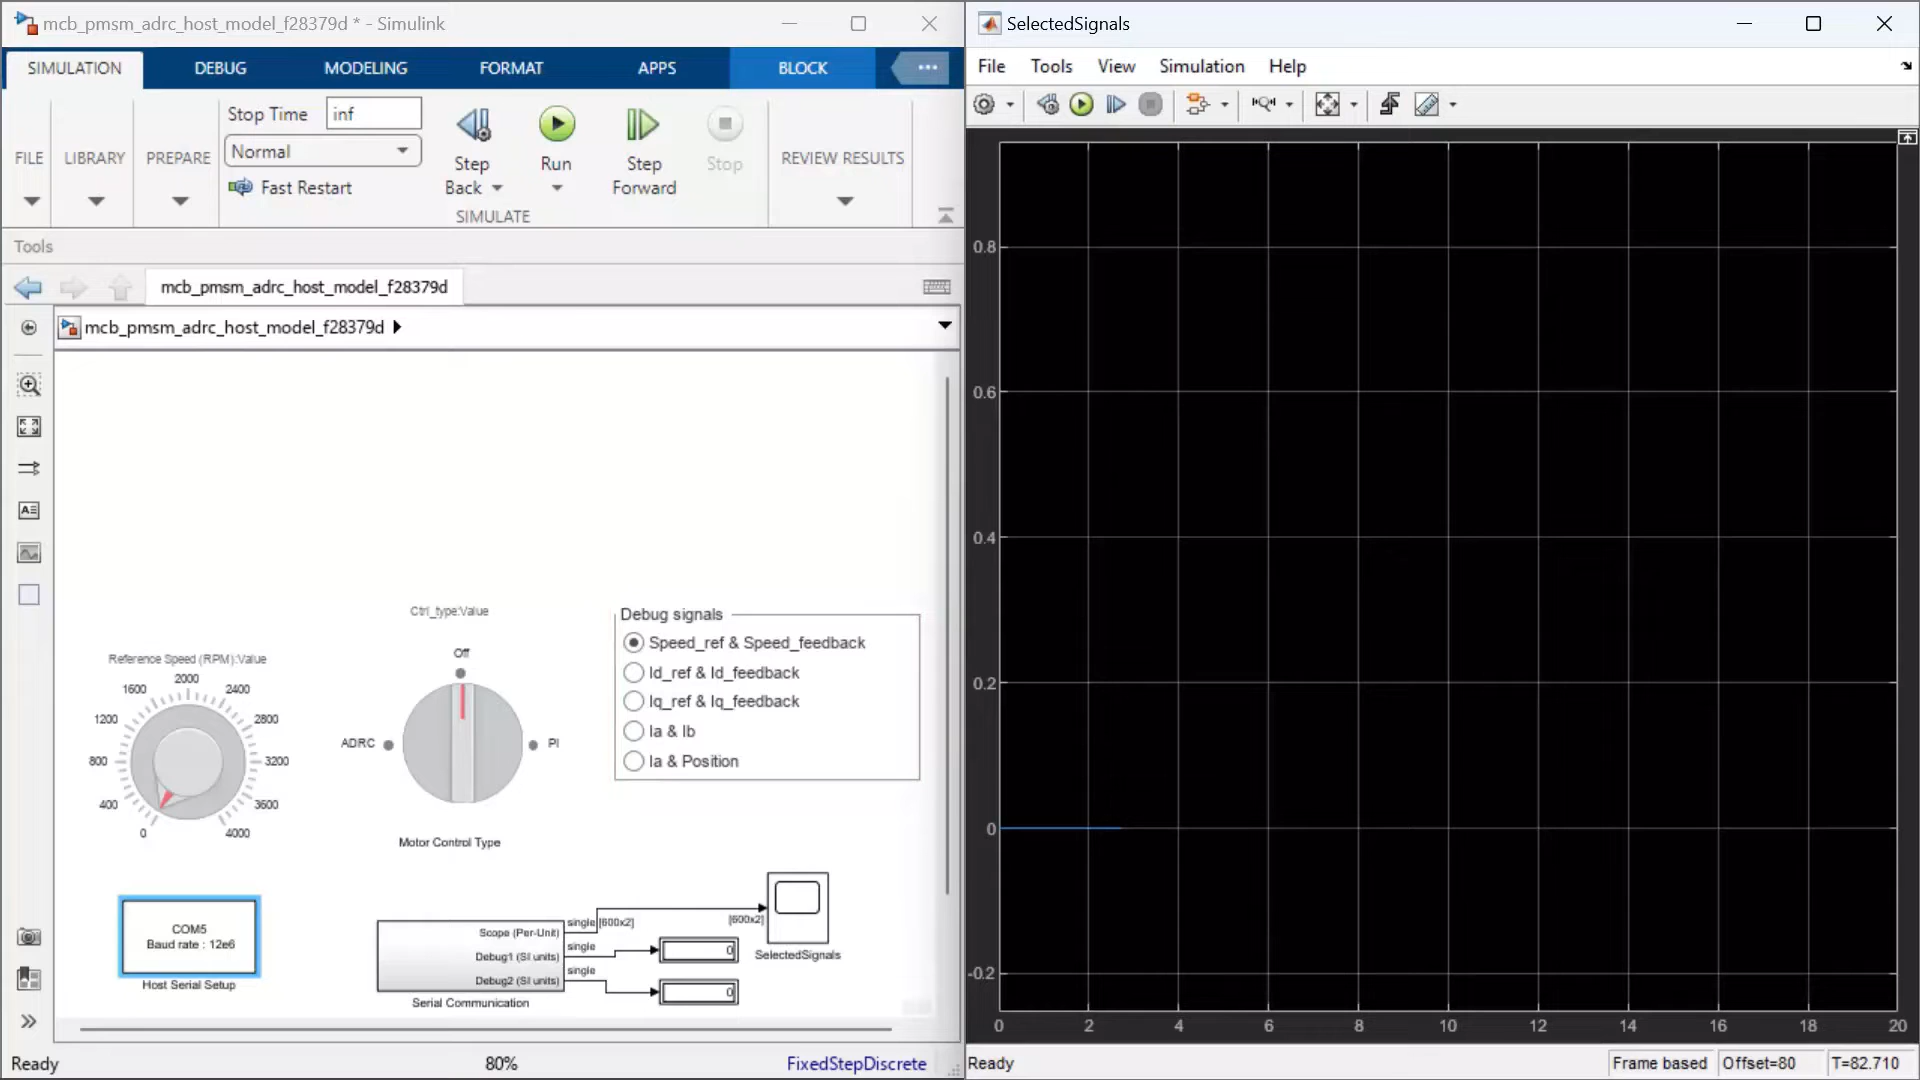 mcb_pmsm_adrc_host_model_f28379d * - Simulink
SIMULATION DEBUG MODELING FORMAT APPS BLOCK
Stop Time inf
Normal
Fast Restart
FILE LIBRARY PREPARE
Step Back
Run
Step Forward
Stop
REVIEW RESULTS
SIMULATE
Tools
mcb_pmsm_adrc_host_model_f28379d
mcb_pmsm_adrc_host_model_f28379d
Reference Speed (RPM):Value
0
400
800
1200
1600
2000
2400
2800
3200
3600
4000
Ctrl_type:Value
Off
ADRC
PI
Motor Control Type
Debug signals
Speed_ref & Speed_feedback
Id_ref & Id_feedback
Iq_ref & Iq_feedback
Ia & Ib
Ia & Position
COM5
Baud rate : 12e6
Host Serial Setup
Scope (Per-Unit)
Debug1 (SI units)
Debug2 (SI units)
Serial Communication
single [600x2]
single
single
[600x2]
0
0
SelectedSignals
Ready 80% FixedStepDiscrete
SelectedSignals
File Tools View Simulation Help
0.8
0.6
0.4
0.2
0
-0.2
0 2 4 6 8 10 12 14 16 18 20
Ready Frame based Offset=80 T=82.710